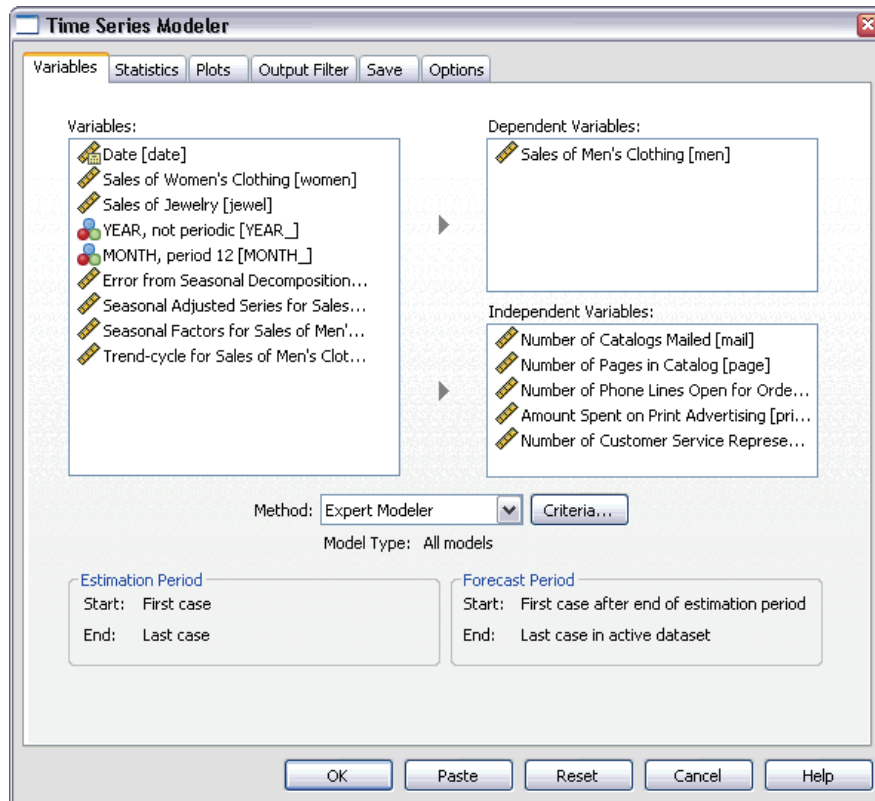 Time Series Modeler
Variables
Statistics
Plots
Output Filter
Save
Options
Variables:
Date [date]
Sales of Women's Clothing [women]
Sales of Jewelry [jewel]
YEAR, not periodic [YEAR_]
MONTH, period 12 [MONTH_]
Error from Seasonal Decomposition...
Seasonal Adjusted Series for Sales...
Seasonal Factors for Sales of Men'...
Trend-cycle for Sales of Men's Clot...
Dependent Variables:
Sales of Men's Clothing [men]
Independent Variables:
Number of Catalogs Mailed [mail]
Number of Pages in Catalog [page]
Number of Phone Lines Open for Orde...
Amount Spent on Print Advertising [pri...
Number of Customer Service Represe...
Method: Expert Modeler
Criteria...
Model Type: All models
Estimation Period
Start: First case
End: Last case
Forecast Period
Start: First case after end of estimation period
End: Last case in active dataset
OK
Paste
Reset
Cancel
Help